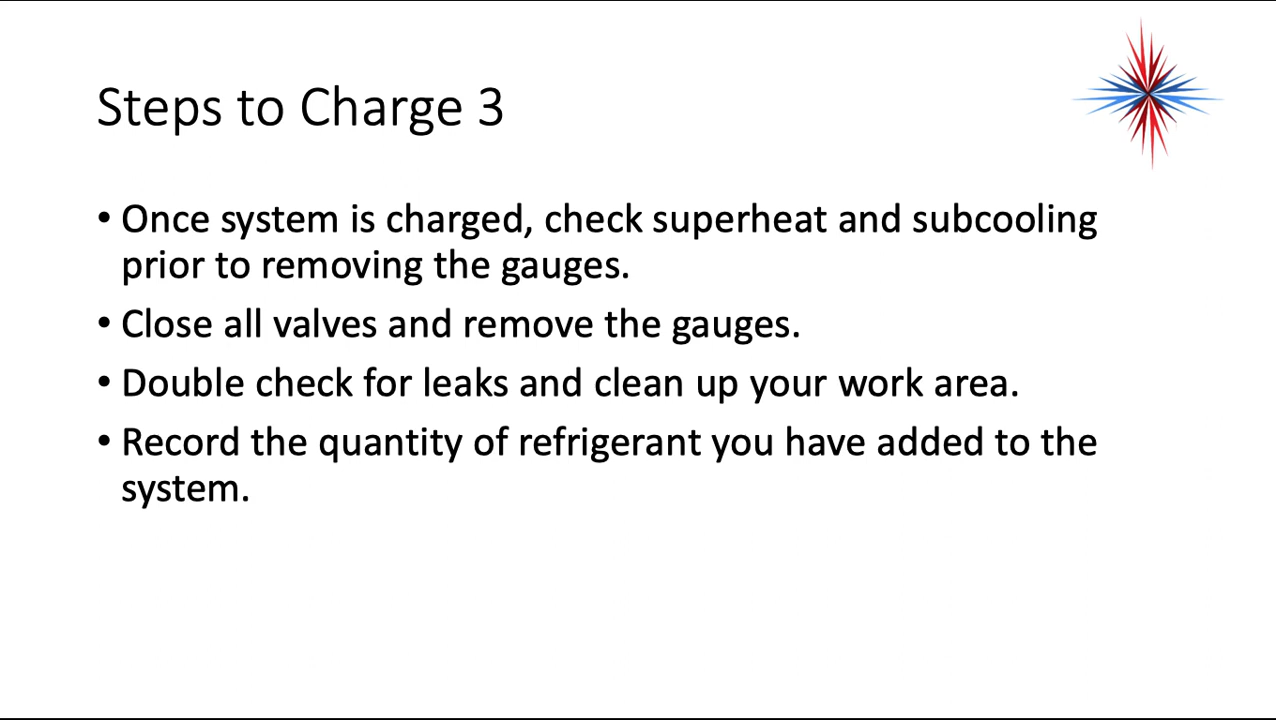 Steps to Charge 3
• Once system is charged, check superheat and subcooling
prior to removing the gauges.
• Close all valves and remove the gauges.
• Double check for leaks and clean up your work area.
• Record the quantity of refrigerant you have added to the
system.